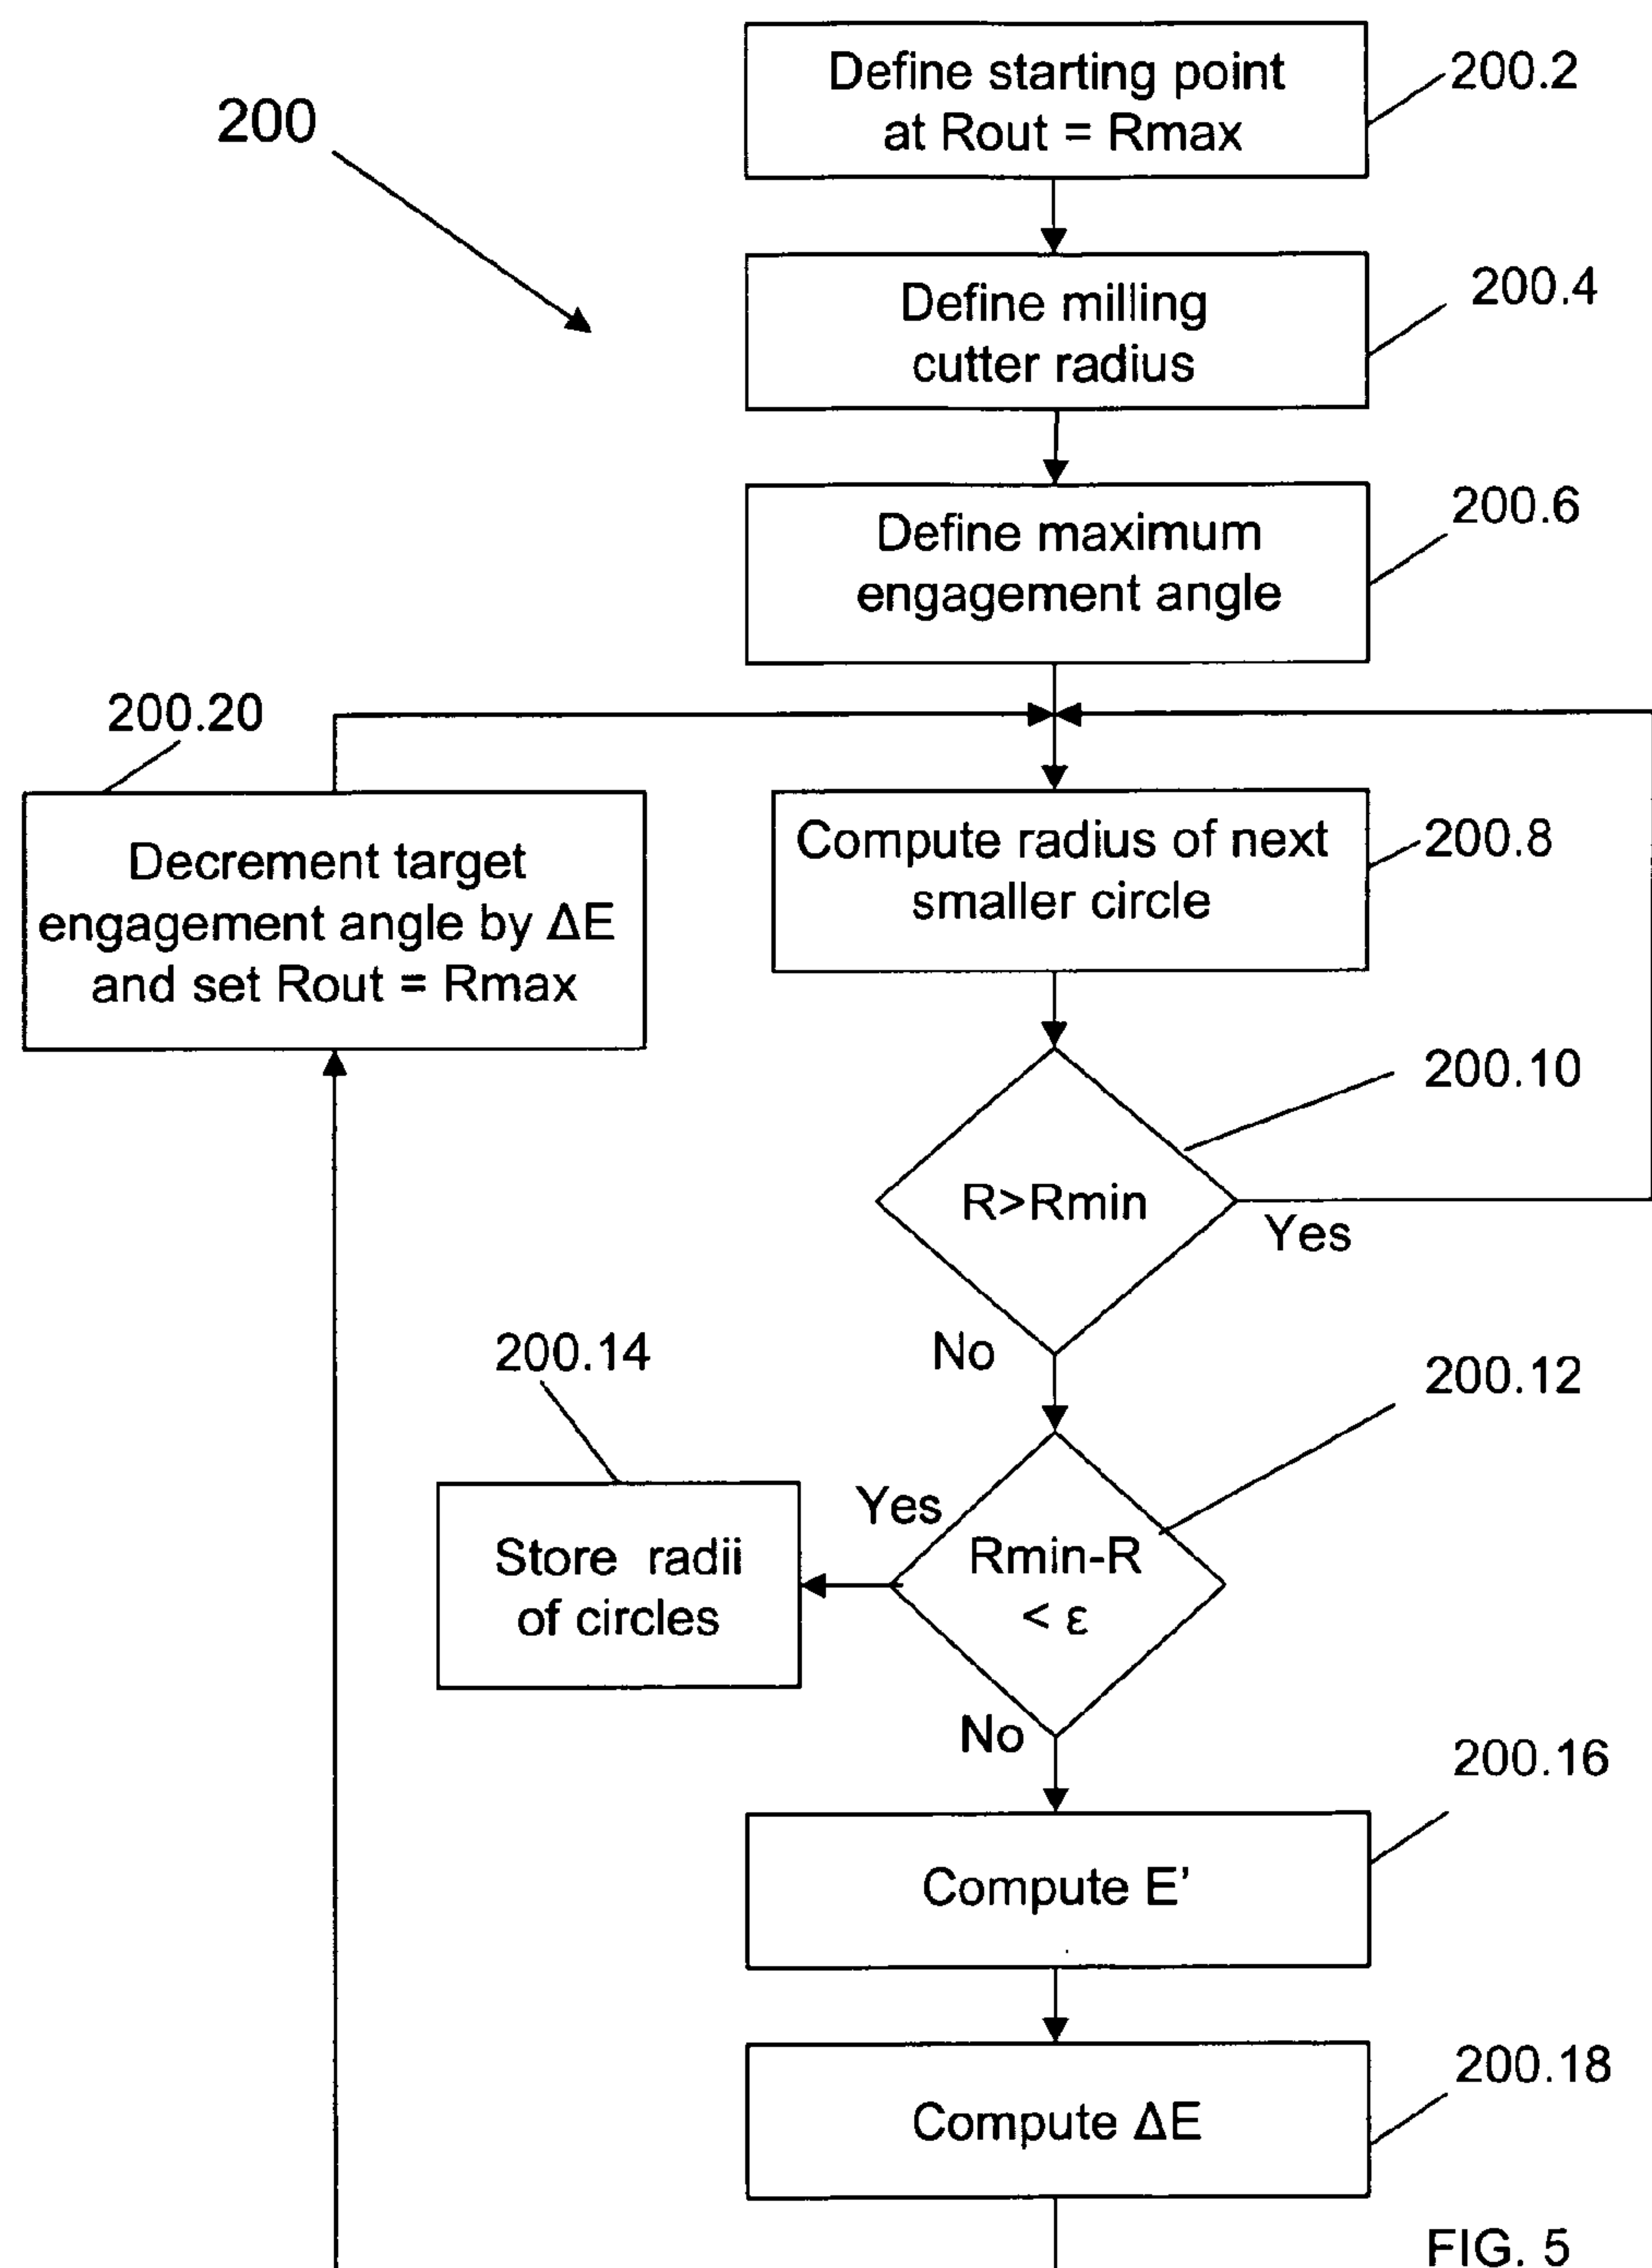 200
Define starting point
at Rout = Rmax
200.2
Define milling
cutter radius
200.4
Define maximum
engagement angle
200.6
200.20
Decrement target
engagement angle by ΔE
and set Rout = Rmax
Compute radius of next
smaller circle
200.8
200.10
R>Rmin
Yes
No
200.14
200.12
Yes
Store radii
of circles
Rmin-R
< ε
No
200.16
Compute E’
200.18
Compute ΔE
FIG. 5